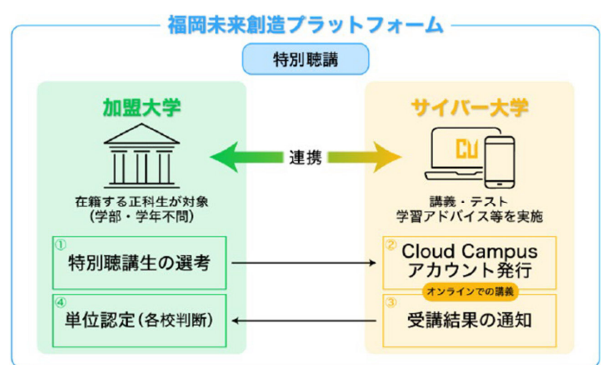 福岡未来創造プラットフォーム
特別聴講
加盟大学
在籍する正科生が対象
(学部・学年不問)
連携
サイバー大学
CU
講義・テスト
学習アドバイス等を実施
① 特別聴講生の選考
② Cloud Campus
アカウント発行
オンラインでの講義
④ 単位認定(各校判断)
③ 受講結果の通知